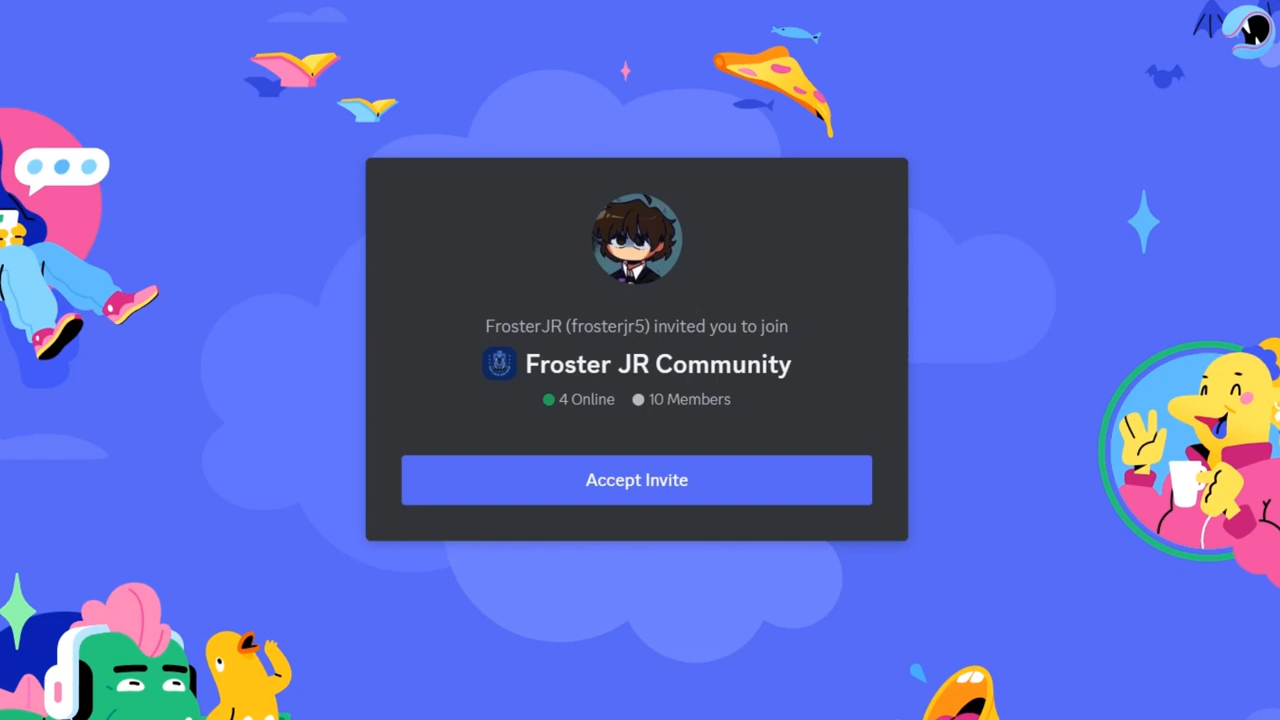 FrosterJR (frosterjr5) invited you to join
Froster JR Community
4 Online 10 Members
Accept Invite